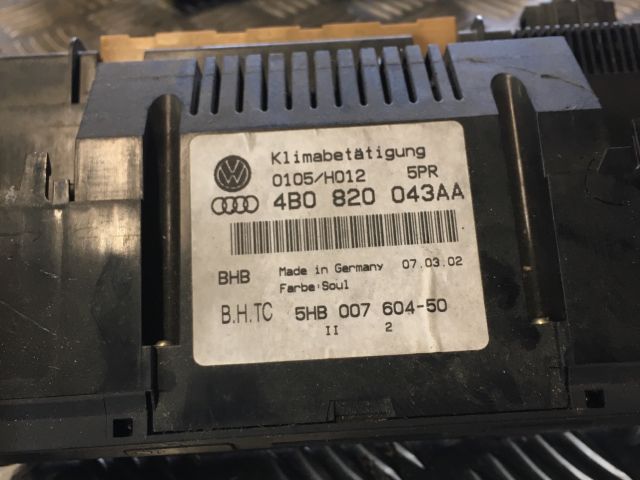 Klimabetätigung
0105/H012 5PR
4B0 820 043AA
BHB Made in Germany 07.03.02
Farbe:Soul
B.H.TC 5HB 007 604-50
II 2